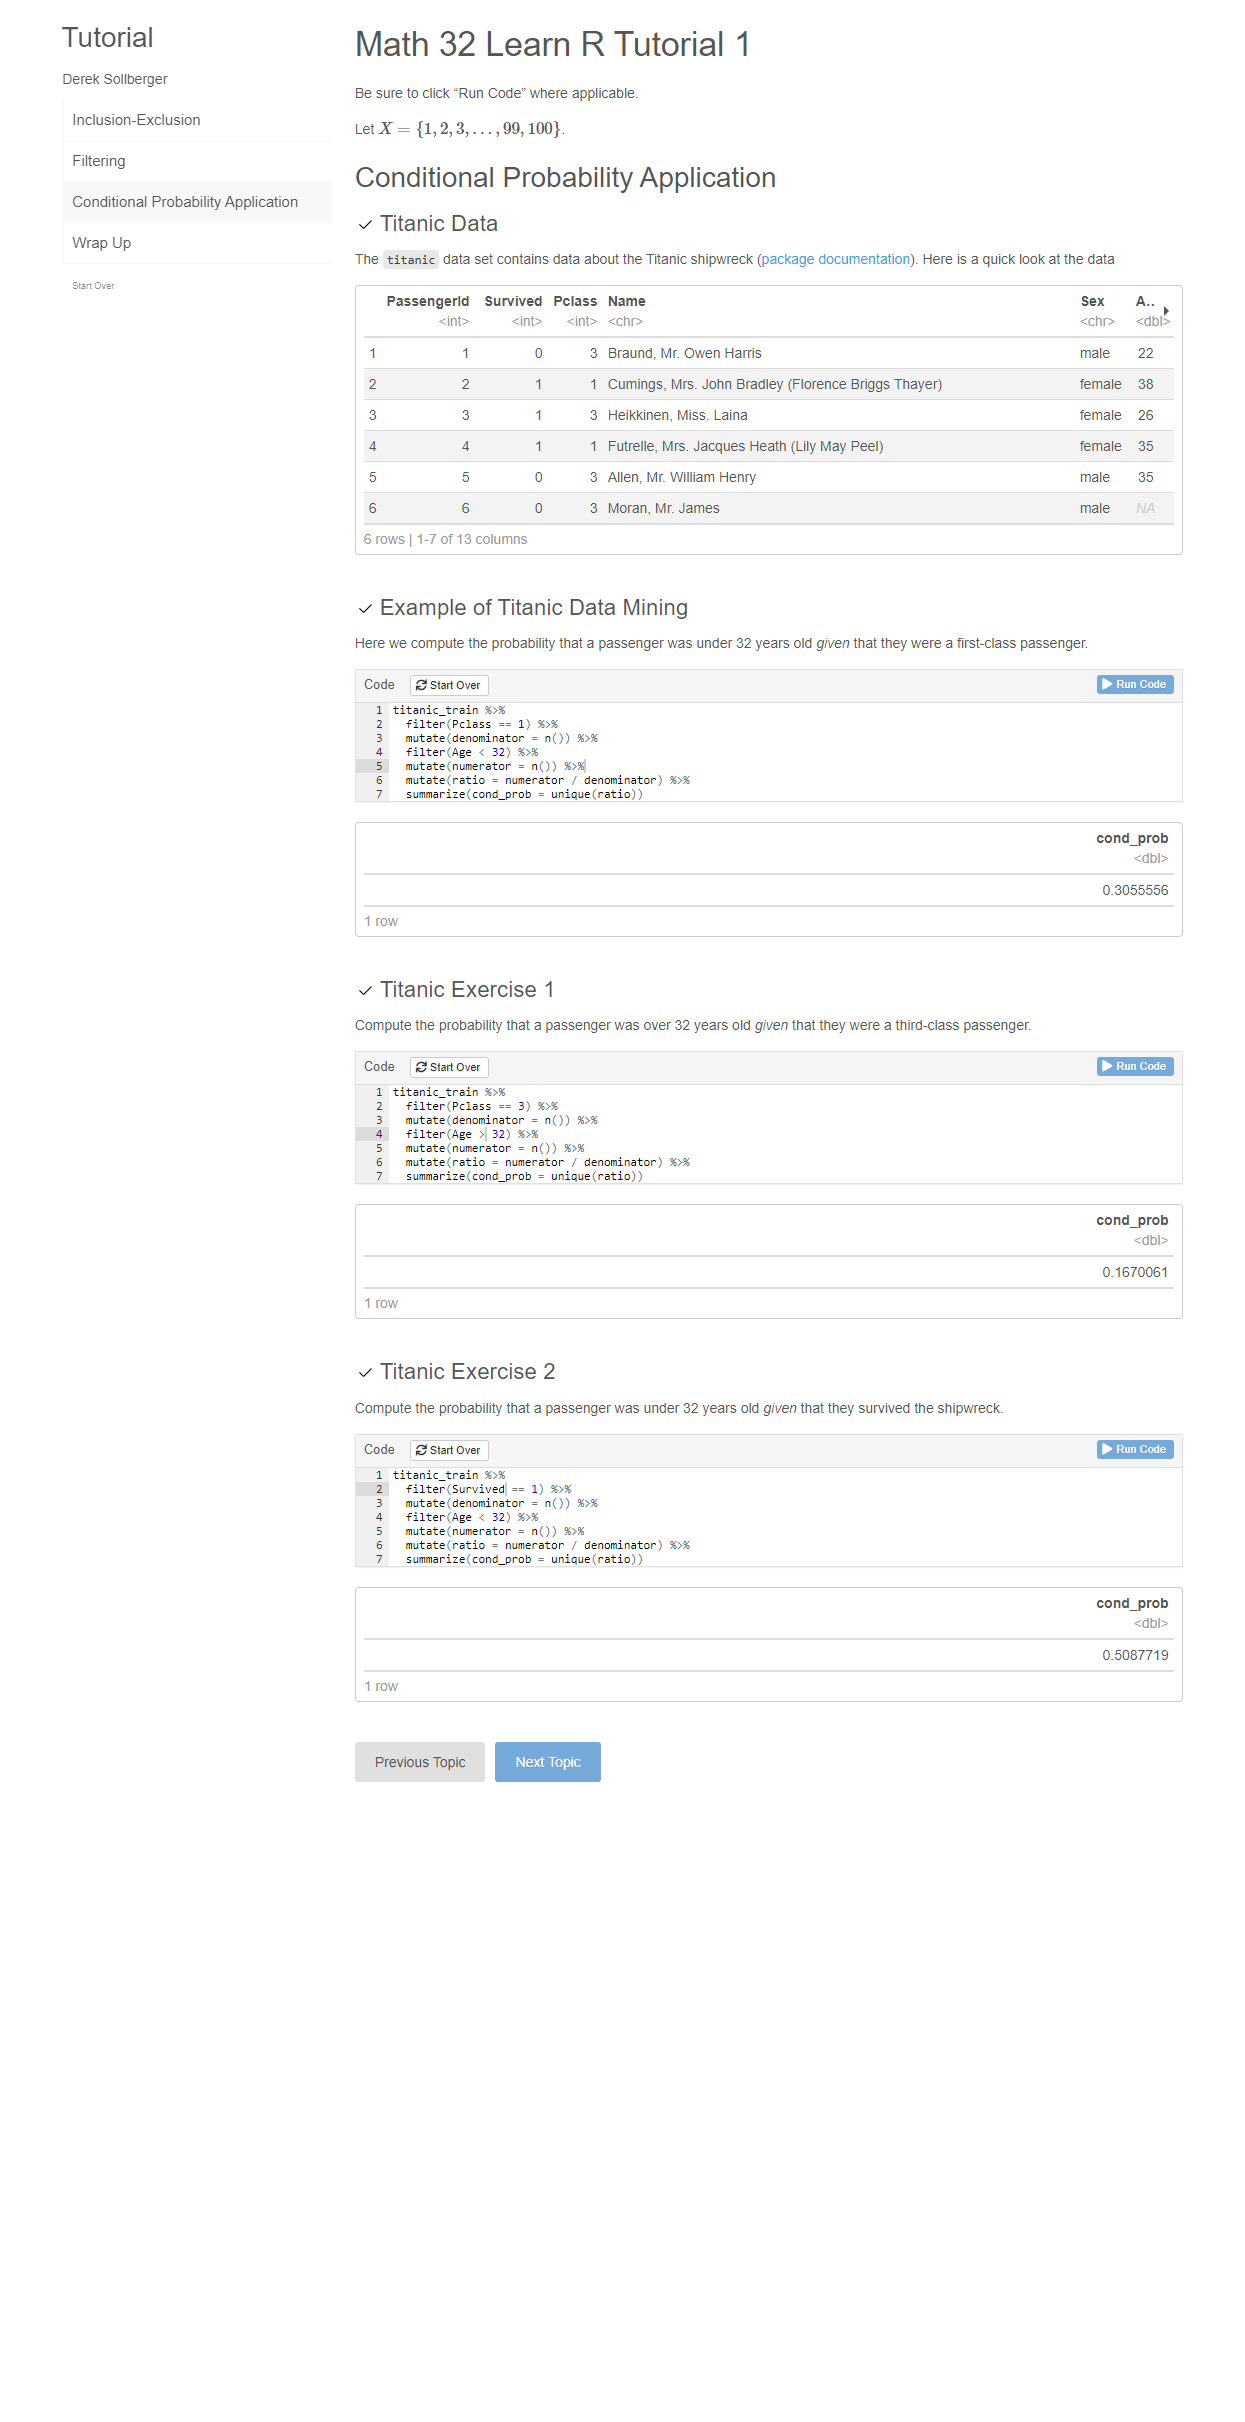 Tutorial
Derek Sollberger
Inclusion-Exclusion
Filtering
Conditional Probability Application
Wrap Up
Start Over
Math 32 Learn R Tutorial 1
Be sure to click “Run Code” where applicable.
Let X = {1, 2, 3, . . . , 99, 100}.
Conditional Probability Application
✓ Titanic Data
The titanic data set contains data about the Titanic shipwreck (package documentation). Here is a quick look at the data
PassengerId Survived Pclass Name Sex A..
<int> <int> <int> <chr> <chr> <dbl>
1 1 0 3 Braund, Mr. Owen Harris male 22
2 2 1 1 Cumings, Mrs. John Bradley (Florence Briggs Thayer) female 38
3 3 1 3 Heikkinen, Miss. Laina female 26
4 4 1 1 Futrelle, Mrs. Jacques Heath (Lily May Peel) female 35
5 5 0 3 Allen, Mr. William Henry male 35
6 6 0 3 Moran, Mr. James male NA
6 rows | 1-7 of 13 columns
✓ Example of Titanic Data Mining
Here we compute the probability that a passenger was under 32 years old given that they were a first-class passenger.
Code Start Over Run Code
1 titanic_train %>%
2 filter(Pclass == 1) %>%
3 mutate(denominator = n()) %>%
4 filter(Age < 32) %>%
5 mutate(numerator = n()) %>%
6 mutate(ratio = numerator / denominator) %>%
7 summarize(cond_prob = unique(ratio))
cond_prob
<dbl>
0.3055556
1 row
✓ Titanic Exercise 1
Compute the probability that a passenger was over 32 years old given that they were a third-class passenger.
Code Start Over Run Code
1 titanic_train %>%
2 filter(Pclass == 3) %>%
3 mutate(denominator = n()) %>%
4 filter(Age > 32) %>%
5 mutate(numerator = n()) %>%
6 mutate(ratio = numerator / denominator) %>%
7 summarize(cond_prob = unique(ratio))
cond_prob
<dbl>
0.1670061
1 row
✓ Titanic Exercise 2
Compute the probability that a passenger was under 32 years old given that they survived the shipwreck.
Code Start Over Run Code
1 titanic_train %>%
2 filter(Survived == 1) %>%
3 mutate(denominator = n()) %>%
4 filter(Age < 32) %>%
5 mutate(numerator = n()) %>%
6 mutate(ratio = numerator / denominator) %>%
7 summarize(cond_prob = unique(ratio))
cond_prob
<dbl>
0.5087719
1 row
Previous Topic Next Topic